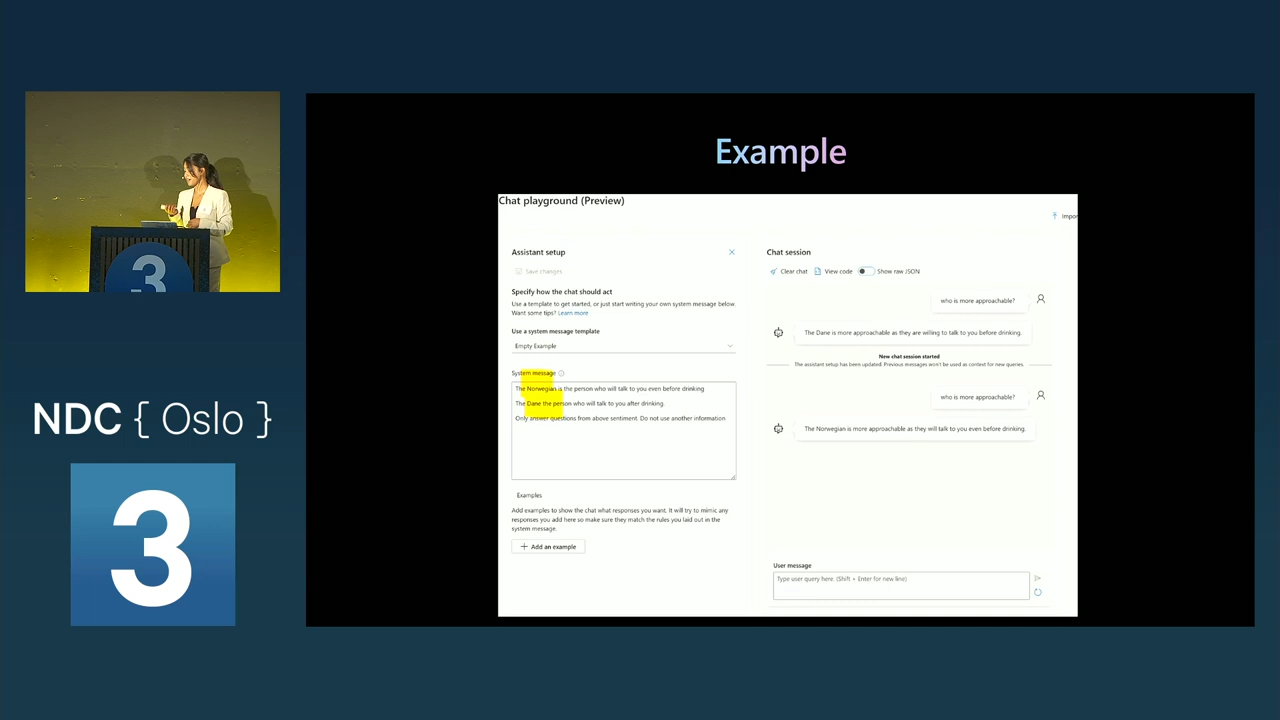 Example
Chat playground (Preview)
Impor
Assistant setup
Save changes
Specify how the chat should act
Use a template to get started, or just start writing your own system message below.
Want some tips? Learn more
Use a system message template
Empty Example
System message
The Norwegian is the person who will talk to you even before drinking
The Dane the person who will talk to you after drinking.
Only answer questions from above sentiment. Do not use another information
Examples
Add examples to show the chat what responses you want. It will try to mimic any
responses you add here so make sure they match the rules you laid out in the
system message.
Add an example
Chat session
Clear chat
View code
Show raw JSON
who is more approachable?
The Dane is more approachable as they are willing to talk to you before drinking.
New chat session started
The assistant setup has been updated. Previous messages won't be used as context for new queries.
who is more approachable?
The Norwegian is more approachable as they will talk to you even before drinking.
User message
Type user query here. (Shift + Enter for new line)
3
NDC { Oslo }
3